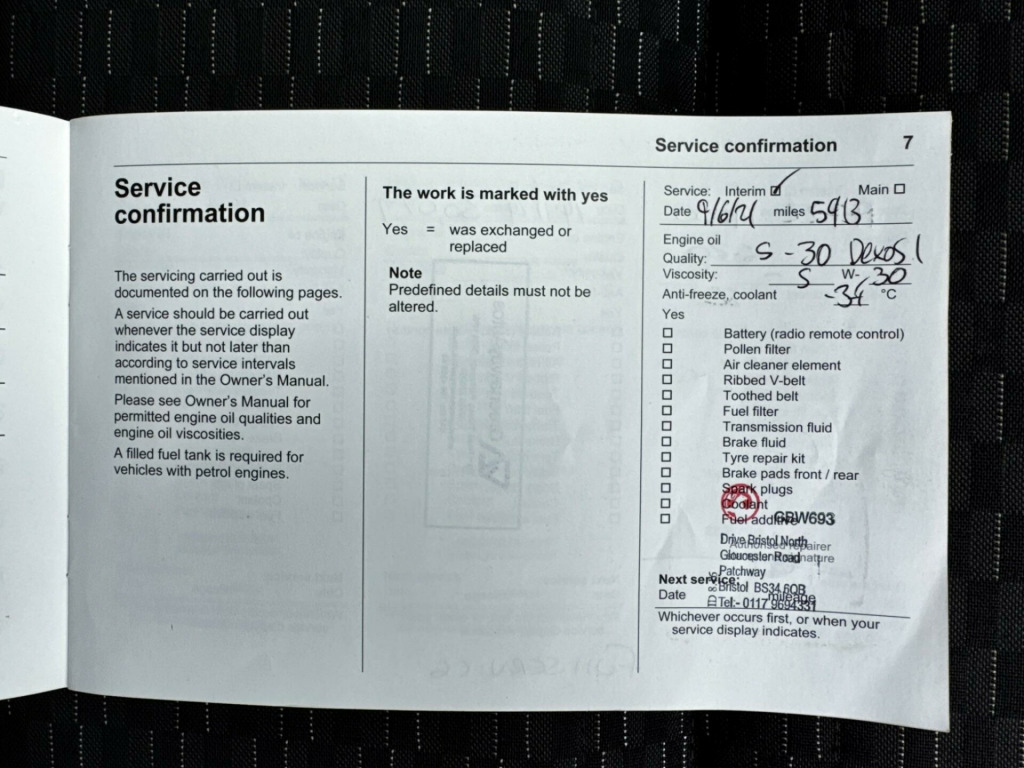 Service confirmation 7
Service
confirmation
The servicing carried out is
documented on the following pages.
A service should be carried out
whenever the service display
indicates it but not later than
according to service intervals
mentioned in the Owner's Manual.
Please see Owner's Manual for
permitted engine oil qualities and
engine oil viscosities.
A filled fuel tank is required for
vehicles with petrol engines.
The work is marked with yes
Yes = was exchanged or
replaced
Note
Predefined details must not be
altered.
Service: Interim ☑ Main ☐
Date 9/6/21 miles 5913
Engine oil
Quality: 5-30 Dexos 1
Viscosity: 5 W- 30
Anti-freeze, coolant -34 °C
Yes
☐ Battery (radio remote control)
☐ Pollen filter
☐ Air cleaner element
☐ Ribbed V-belt
☐ Toothed belt
☐ Fuel filter
☐ Transmission fluid
☐ Brake fluid
☐ Tyre repair kit
☐ Brake pads front / rear
☐ Spark plugs
☐ Coolant
☐ Fuel additive GBW693
Drive Bristol North
Authorised repairer
Gloucester Road
signature
Patchway
Next service:
Bristol BS34 6QB
Date mileage
Tel:- 0117 9694331
Whichever occurs first, or when your
service display indicates.